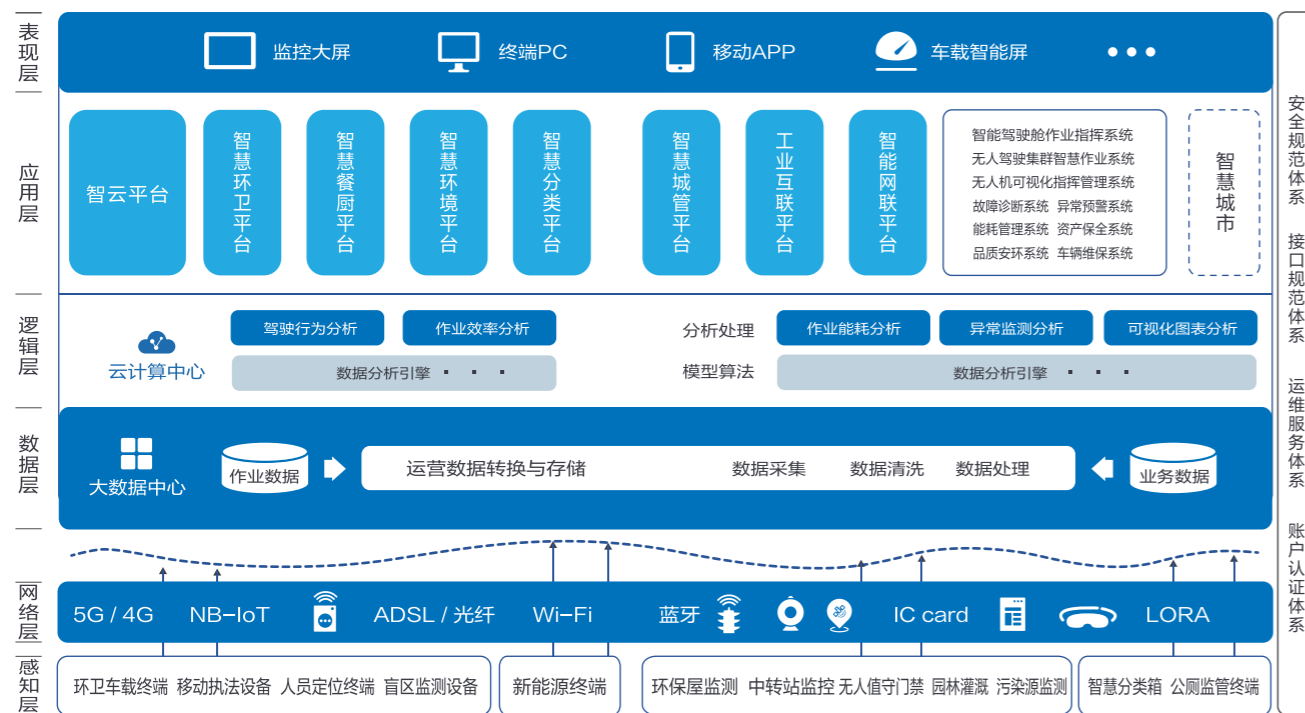 表现层
监控大屏
终端PC
移动APP
车载智能屏
应用层
智云平台
智慧环卫平台
智慧餐厨平台
智慧环境平台
智慧分类平台
智慧城管平台
工业互联平台
智能网联平台
智能驾驶舱作业指挥系统
无人驾驶集群智慧作业系统
无人机可视化指挥管理系统
故障诊断系统 异常预警系统
能耗管理系统 资产保全系统
品质安环系统 车辆维保系统
智慧城市
逻辑层
云计算中心
驾驶行为分析
作业效率分析
分析处理
作业能耗分析
异常监测分析
可视化图表分析
数据分析引擎 · · ·
模型算法
数据分析引擎 · · ·
数据层
大数据中心
作业数据
运营数据转换与存储
数据采集
数据清洗
数据处理
业务数据
网络层
5G / 4G
NB-IoT
ADSL / 光纤
Wi-Fi
蓝牙
IC card
LORA
感知层
环卫车载终端 移动执法设备 人员定位终端 盲区监测设备
新能源终端
环保屋监测 中转站监控 无人值守门禁 园林灌溉 污染源监测
智慧分类箱 公厕监管终端
安全规范体系
接口规范体系
运维服务体系
账户认证体系